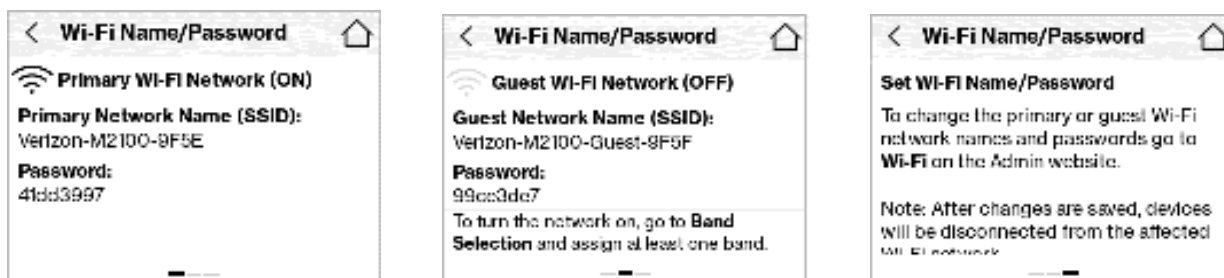 Wi-Fi Name/Password
Primary Wi-Fi Network (ON)
Primary Network Name (SSID):
Verizon-M2100-9F5E
Password:
41dd3997
Wi-Fi Name/Password
Guest Wi-Fi Network (OFF)
Guest Network Name (SSID):
Verizon-M2100-Guest-9F5F
Password:
99ce3de7
To turn the network on, go to Band
Selection and assign at least one band.
Wi-Fi Name/Password
Set Wi-Fi Name/Password
To change the primary or guest Wi-Fi
network names and passwords go to
Wi-Fi on the Admin website.
Note: After changes are saved, devices
will be disconnected from the affected
Wi-Fi network